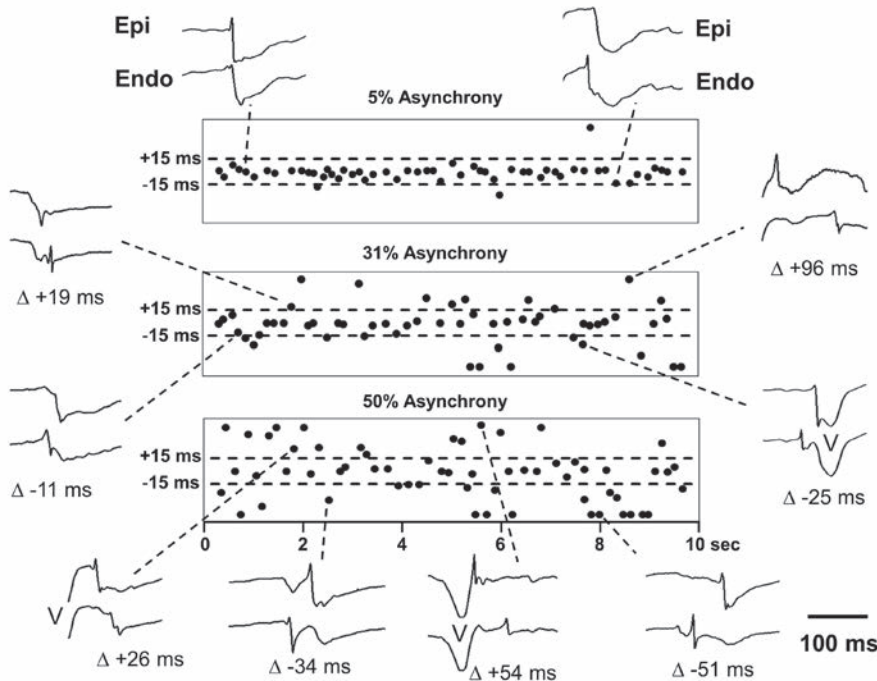 Epi
Endo
Epi
Endo
5% Asynchrony
+15 ms
-15 ms
31% Asynchrony
+15 ms
-15 ms
Δ +19 ms
Δ +96 ms
50% Asynchrony
+15 ms
-15 ms
V
Δ -11 ms
Δ -25 ms
0 2 4 6 8 10 sec
V
V
Δ +26 ms
Δ -34 ms
Δ +54 ms
Δ -51 ms
100 ms